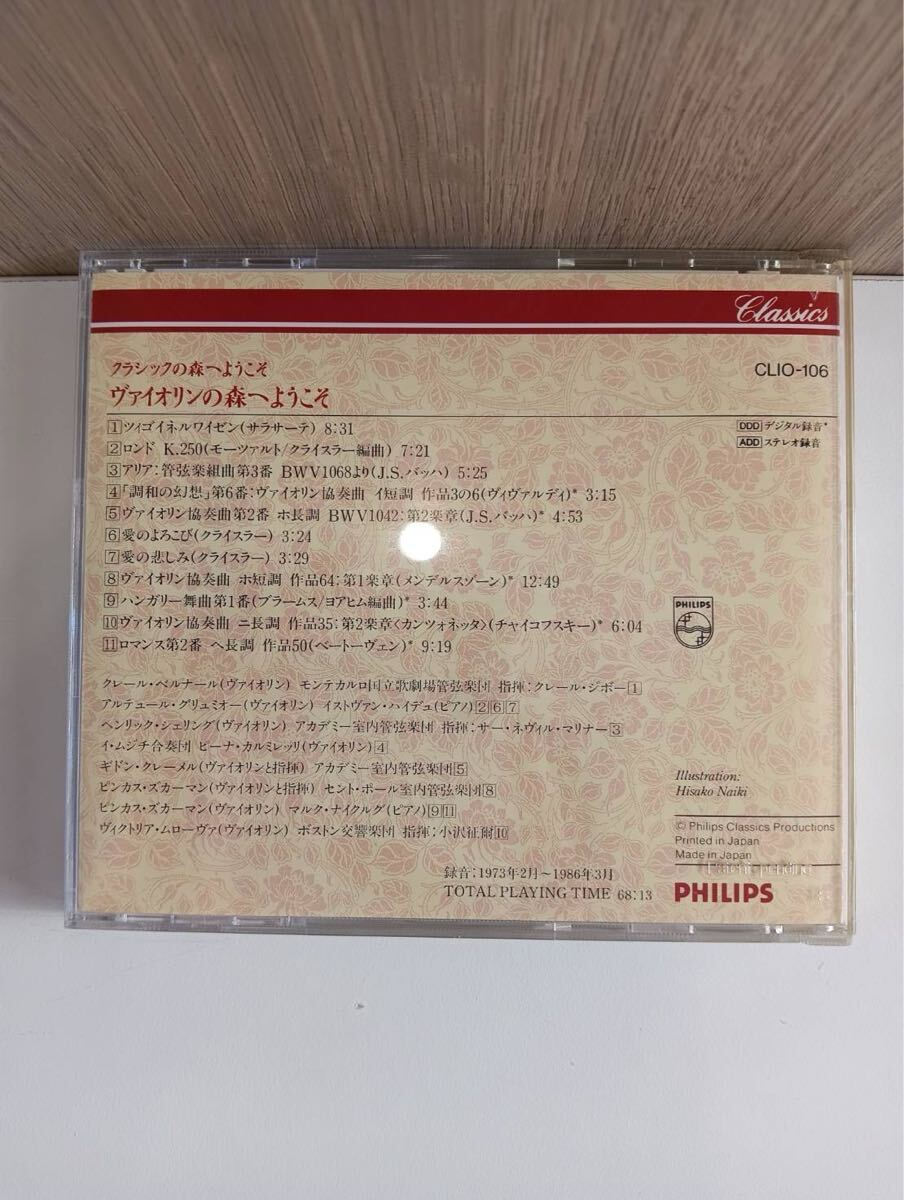 Classics
クラシックの森へようこそ
CLIO-106
ヴァイオリンの森へようこそ
1 ツィゴイネルワイゼン(サラサーテ) 8:31
DDD デジタル録音*
2 ロンド K.250(モーツァルト/クライスラー編曲) 7:21
ADD ステレオ録音
3 アリア:管弦楽組曲第3番 BWV1068より(J.S.バッハ) 5:25
4 「調和の幻想」第6番:ヴァイオリン協奏曲 イ短調 作品3の6(ヴィヴァルディ)* 3:15
5 ヴァイオリン協奏曲第2番 ホ長調 BWV1042:第2楽章(J.S.バッハ)* 4:53
6 愛のよろこび(クライスラー) 3:24
7 愛の悲しみ(クライスラー) 3:29
8 ヴァイオリン協奏曲 ホ短調 作品64:第1楽章(メンデルスゾーン)* 12:49
9 ハンガリー舞曲第1番(ブラームス/ヨアヒム編曲)* 3:44
10 ヴァイオリン協奏曲 ニ長調 作品35:第2楽章〈カンツォネッタ〉(チャイコフスキー)* 6:04
11 ロマンス第2番 ヘ長調 作品50(ベートーヴェン)* 9:19
PHILIPS
クレール・ベルナール(ヴァイオリン) モンテカルロ国立歌劇場管弦楽団 指揮:クレール・ジボー 1
アルテュール・グリュミオー(ヴァイオリン) イストヴァン・ハイデュ(ピアノ) 2 6 7
ヘンリック・シェリング(ヴァイオリン) アカデミー室内管弦楽団 指揮:サー・ネヴィル・マリナー 3
イ・ムジチ合奏団 ピーナ・カルミレッリ(ヴァイオリン) 4
ギドン・クレーメル(ヴァイオリンと指揮) アカデミー室内管弦楽団 5
ピンカス・ズカーマン(ヴァイオリンと指揮) セント・ポール室内管弦楽団 8
ピンカス・ズカーマン(ヴァイオリン) マルク・ナイクルグ(ピアノ) 9 11
ヴィクトリア・ムローヴァ(ヴァイオリン) ボストン交響楽団 指揮:小沢征爾 10
Illustration:
Hisako Naiki
© Philips Classics Productions
Printed in Japan
Made in Japan
Patent pending
録音:1973年2月〜1986年3月
TOTAL PLAYING TIME 68:13
PHILIPS